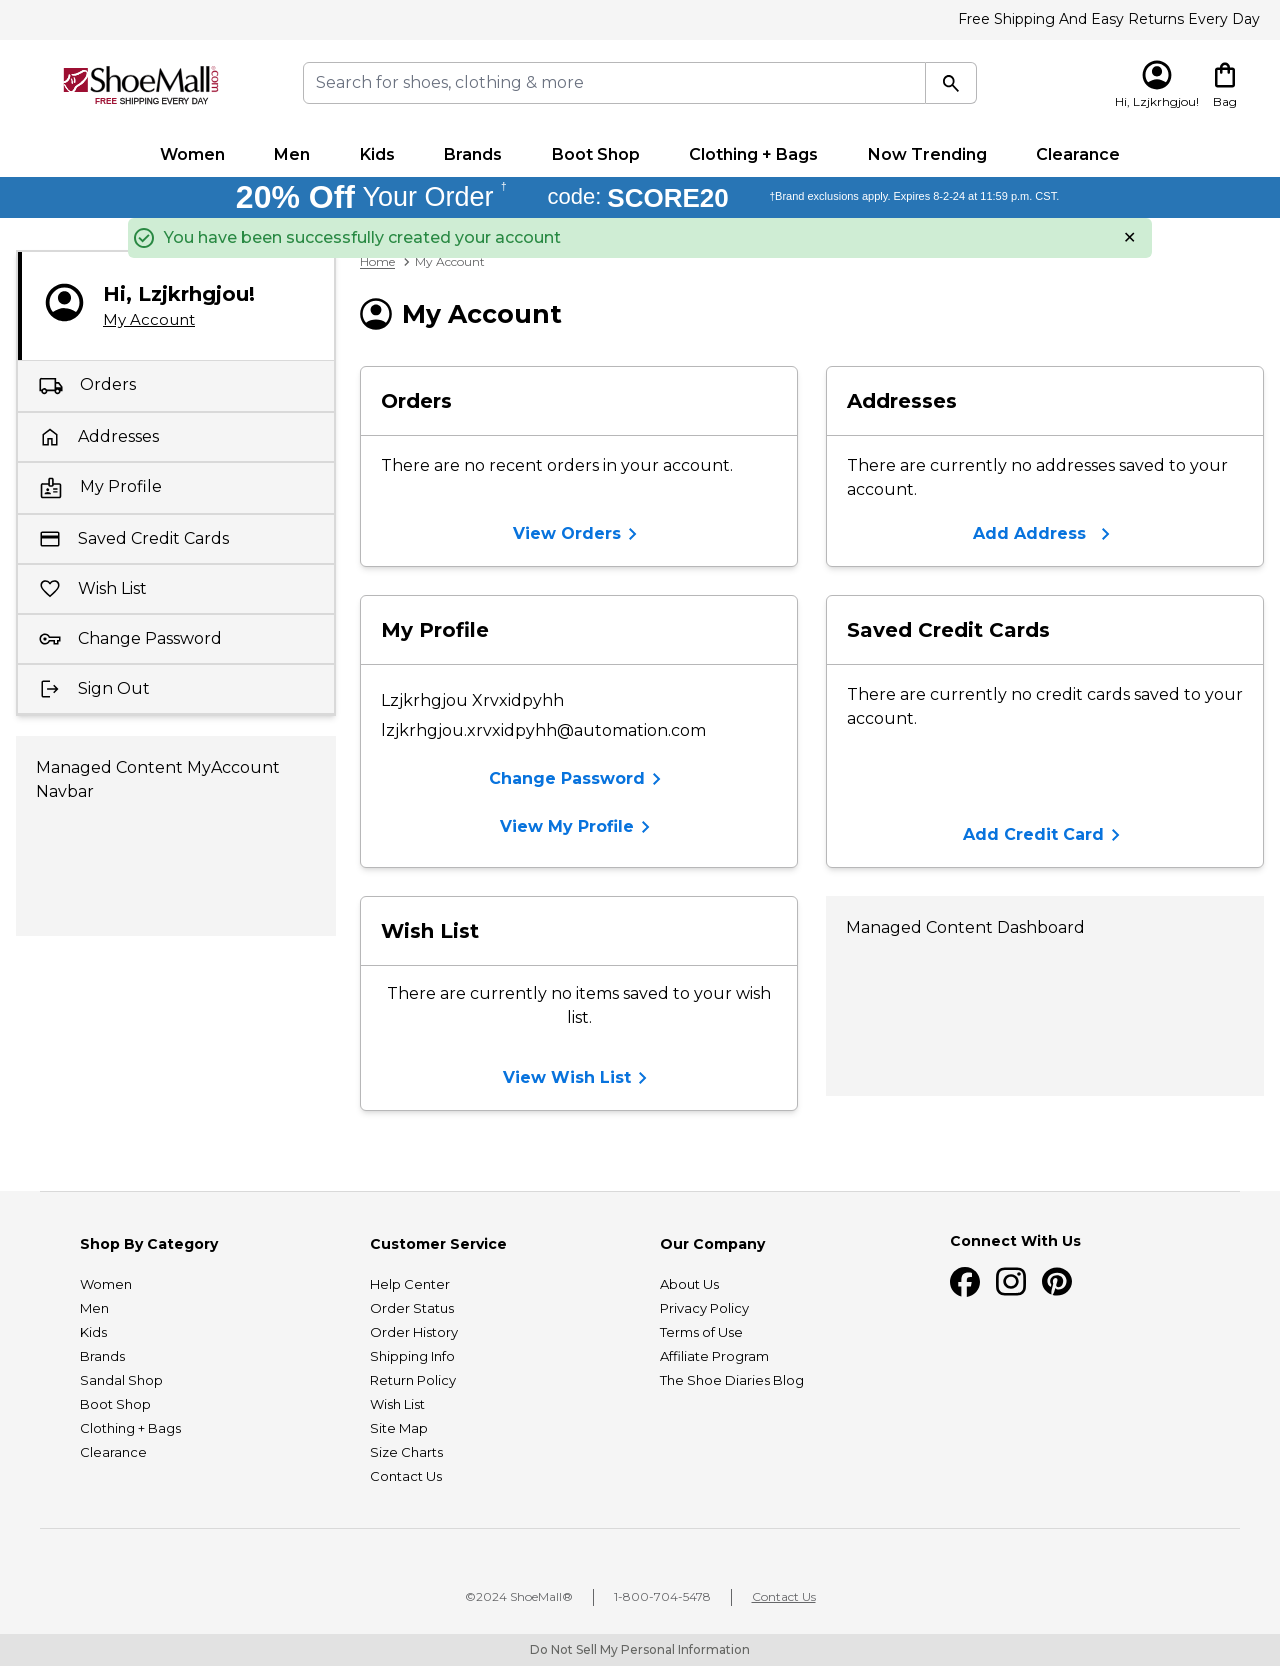 Free Shipping And Easy Returns Every Day
ShoeMall.com®
FREE SHIPPING EVERY DAY
Search for shoes, clothing & more
Hi, Lzjkrhgjou!
Bag
Women Men Kids Brands Boot Shop Clothing + Bags Now Trending Clearance
20% Off Your Order † code: SCORE20 †Brand exclusions apply. Expires 8-2-24 at 11:59 p.m. CST.
You have been successfully created your account ✕
Hi, Lzjkrhgjou!
My Account
Orders
Addresses
My Profile
Saved Credit Cards
Wish List
Change Password
Sign Out
Managed Content MyAccount
Navbar
Home > My Account
My Account
Orders
There are no recent orders in your account.
View Orders
Addresses
There are currently no addresses saved to your
account.
Add Address
My Profile
Lzjkrhgjou Xrvxidpyhh
lzjkrhgjou.xrvxidpyhh@automation.com
Change Password
View My Profile
Saved Credit Cards
There are currently no credit cards saved to your
account.
Add Credit Card
Wish List
There are currently no items saved to your wish
list.
View Wish List
Managed Content Dashboard
Shop By Category
Women
Men
Kids
Brands
Sandal Shop
Boot Shop
Clothing + Bags
Clearance
Customer Service
Help Center
Order Status
Order History
Shipping Info
Return Policy
Wish List
Site Map
Size Charts
Contact Us
Our Company
About Us
Privacy Policy
Terms of Use
Affiliate Program
The Shoe Diaries Blog
Connect With Us
©2024 ShoeMall® 1-800-704-5478 Contact Us
Do Not Sell My Personal Information